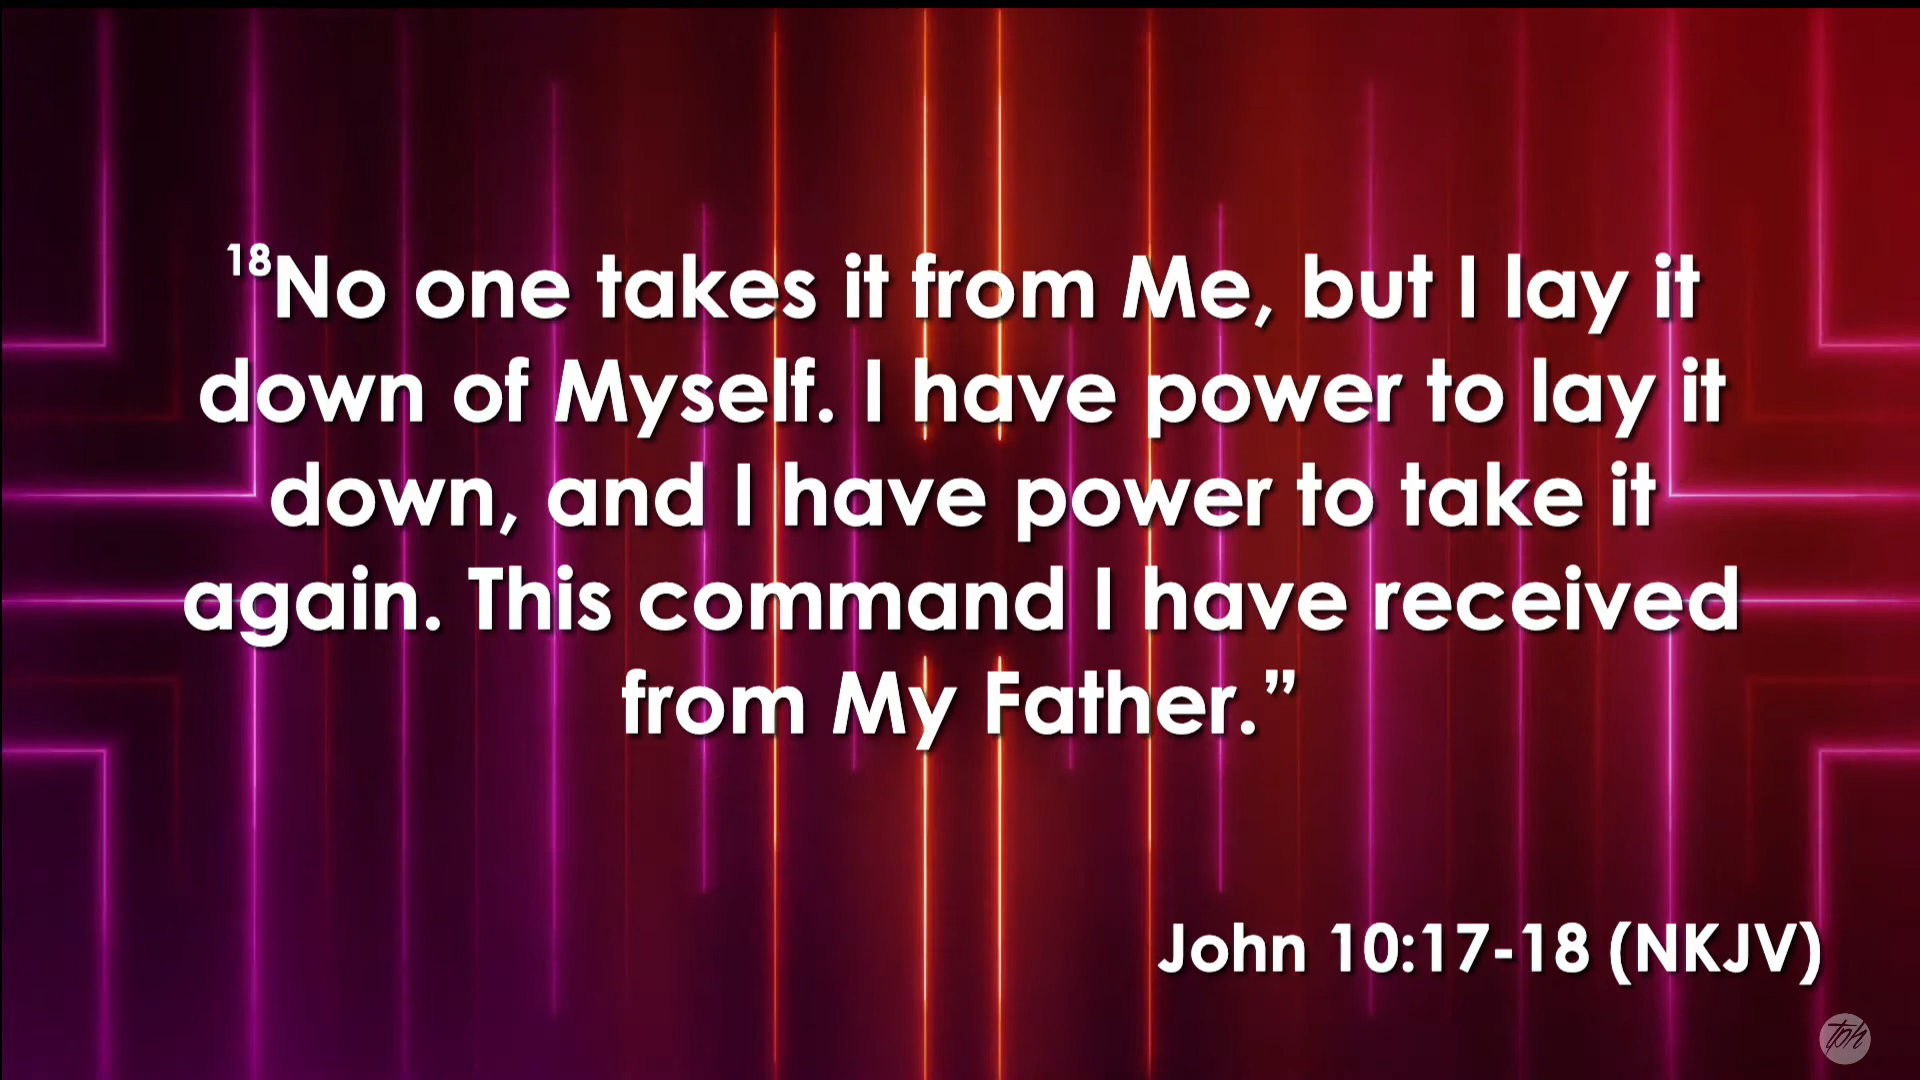 18No one takes it from Me, but I lay it
down of Myself. I have power to lay it
down, and I have power to take it
again. This command I have received
from My Father.”
John 10:17-18 (NKJV)
tph